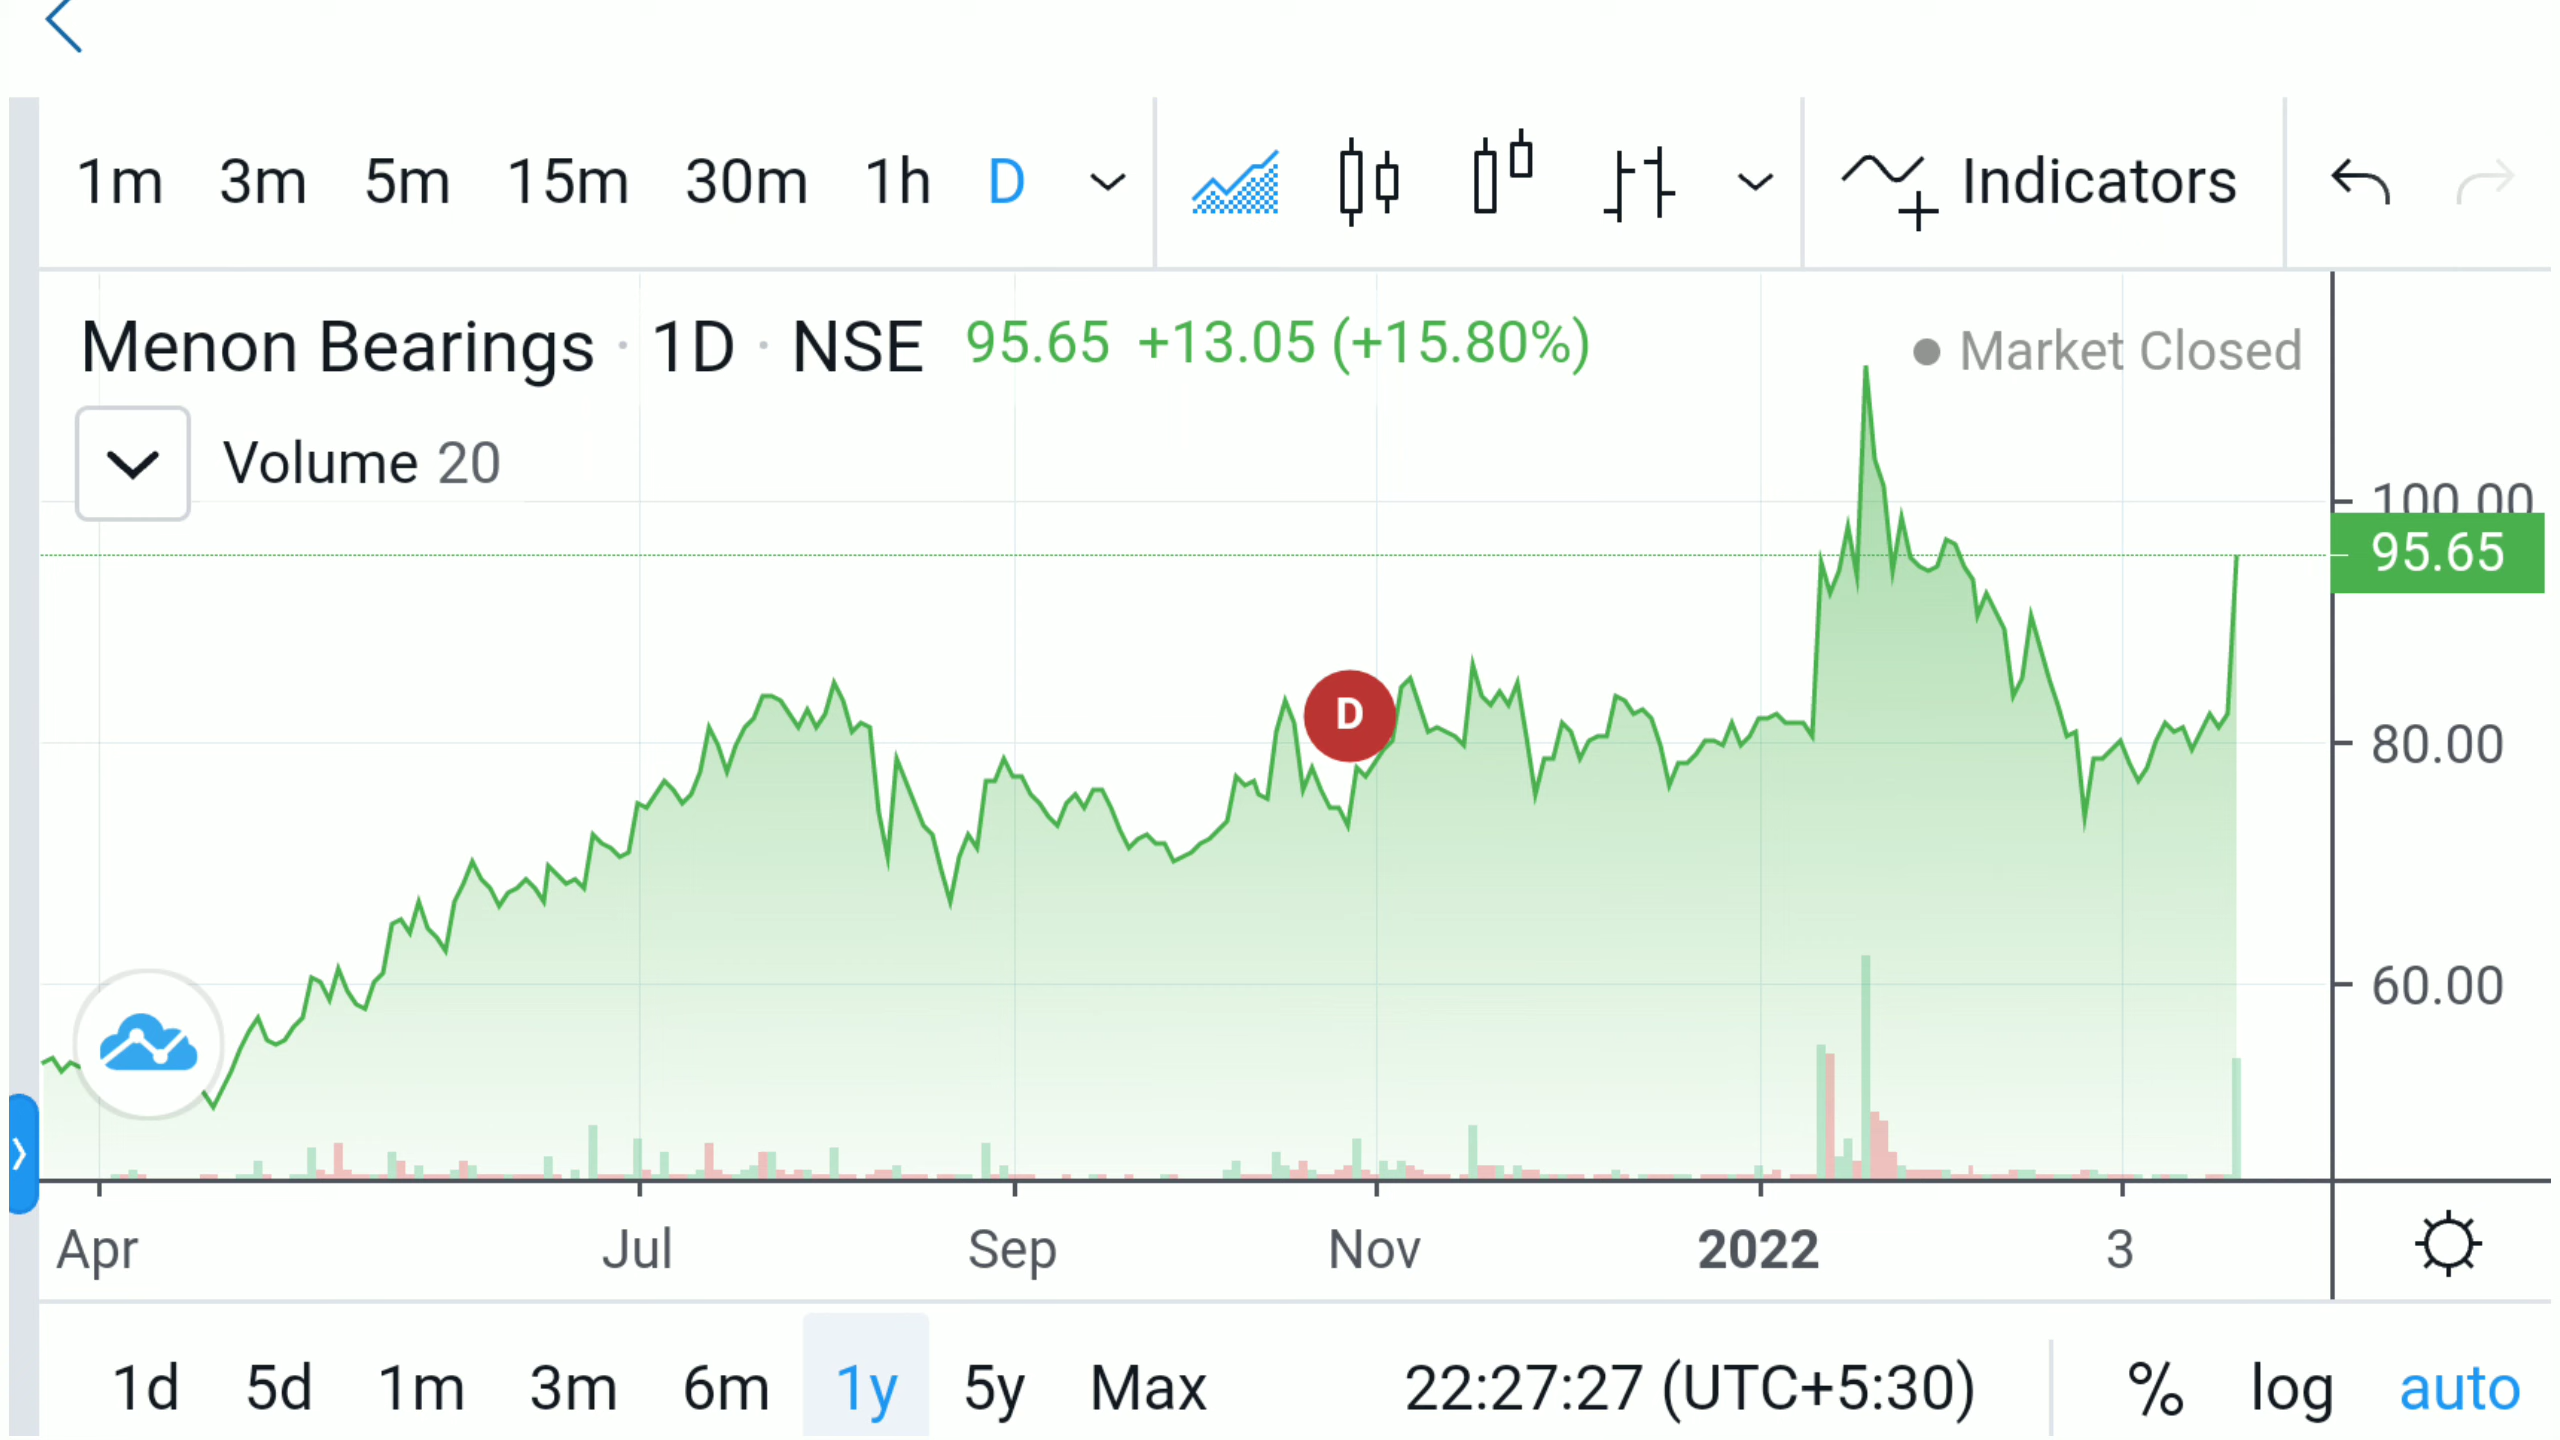 1m 3m 5m 15m 30m 1h D Indicators
Menon Bearings · 1D · NSE 95.65 +13.05 (+15.80%) Market Closed
Volume 20
100.00
95.65
D
80.00
60.00
Apr Jul Sep Nov 2022 3
1d 5d 1m 3m 6m 1y 5y Max 22:27:27 (UTC+5:30) % log auto